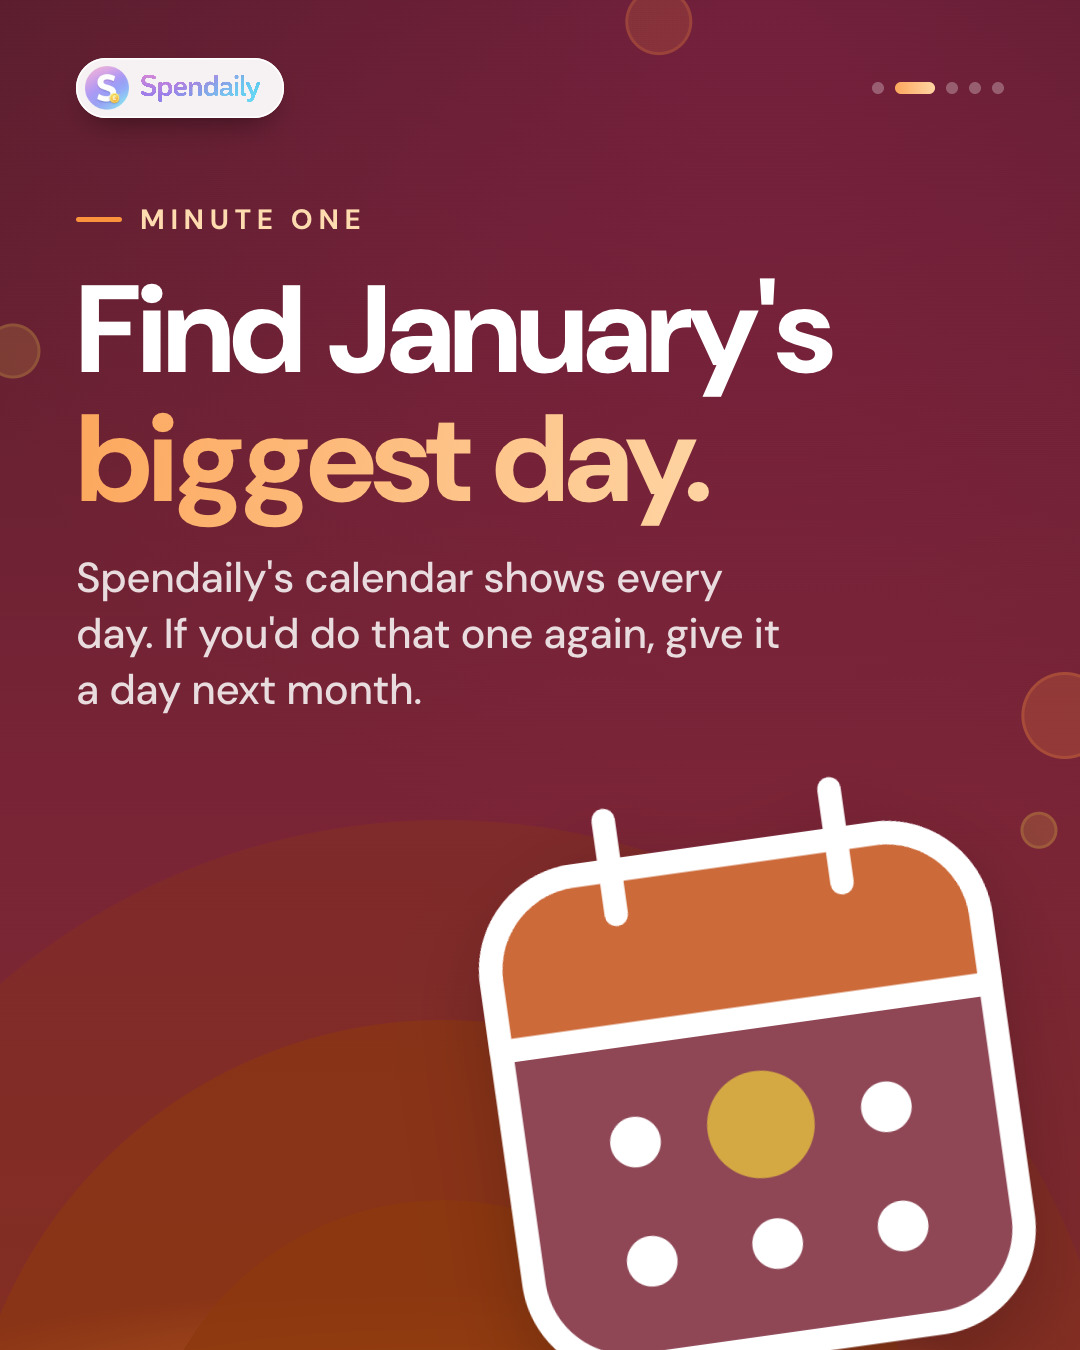 Spendaily
MINUTE ONE
Find January's
biggest day.
Spendaily's calendar shows every
day. If you'd do that one again, give it
a day next month.